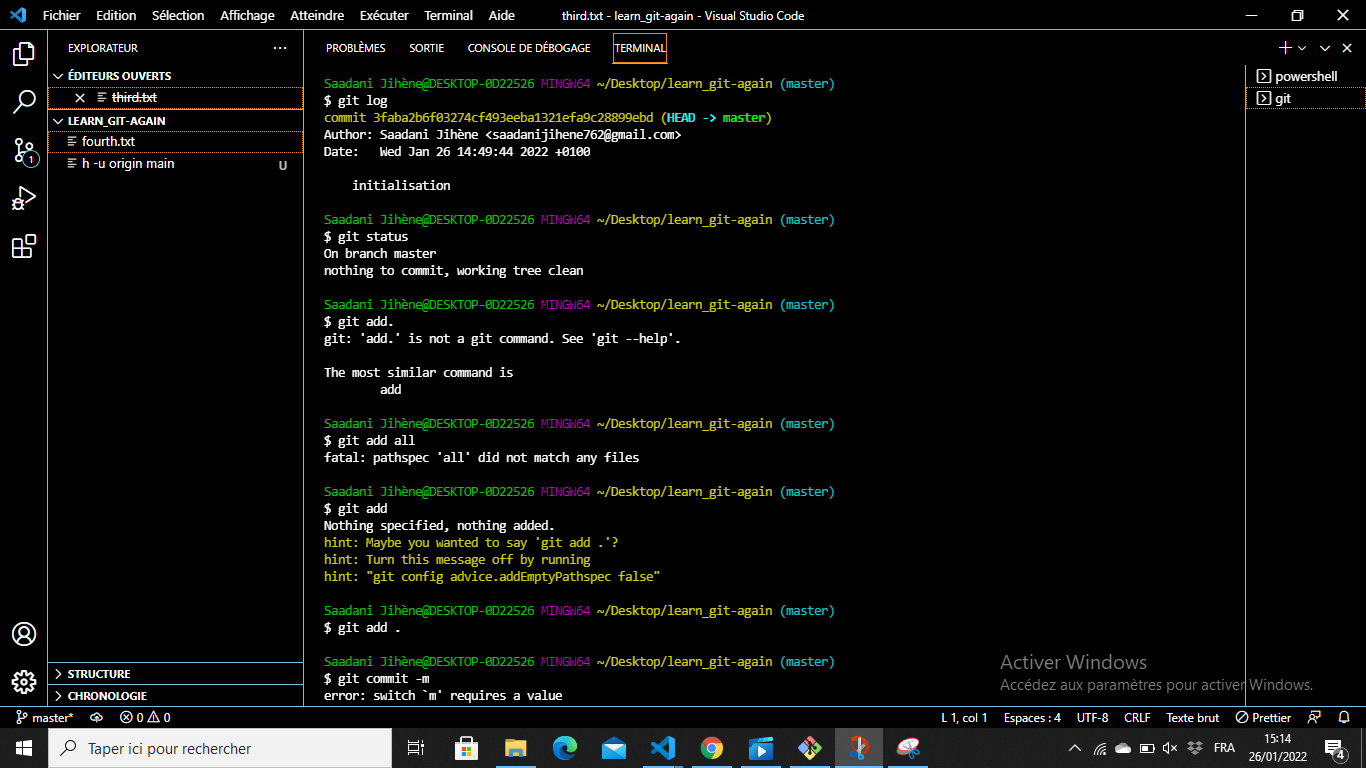 Fichier Edition Sélection Affichage Atteindre Exécuter Terminal Aide third.txt - learn_git-again - Visual Studio Code
EXPLORATEUR
ÉDITEURS OUVERTS
third.txt
LEARN_GIT-AGAIN
fourth.txt
h -u origin main U
1
STRUCTURE
CHRONOLOGIE
PROBLÈMES SORTIE CONSOLE DE DÉBOGAGE TERMINAL
Saadani Jihène@DESKTOP-0D22526 MINGW64 ~/Desktop/learn_git-again (master)
$ git log
commit 3faba2b6f03274cf493eeba1321efa9c28899ebd (HEAD -> master)
Author: Saadani Jihène <saadanijihene762@gmail.com>
Date:   Wed Jan 26 14:49:44 2022 +0100
initialisation
Saadani Jihène@DESKTOP-0D22526 MINGW64 ~/Desktop/learn_git-again (master)
$ git status
On branch master
nothing to commit, working tree clean
Saadani Jihène@DESKTOP-0D22526 MINGW64 ~/Desktop/learn_git-again (master)
$ git add.
git: 'add.' is not a git command. See 'git --help'.
The most similar command is
add
Saadani Jihène@DESKTOP-0D22526 MINGW64 ~/Desktop/learn_git-again (master)
$ git add all
fatal: pathspec 'all' did not match any files
Saadani Jihène@DESKTOP-0D22526 MINGW64 ~/Desktop/learn_git-again (master)
$ git add
Nothing specified, nothing added.
hint: Maybe you wanted to say 'git add .'?
hint: Turn this message off by running
hint: "git config advice.addEmptyPathspec false"
Saadani Jihène@DESKTOP-0D22526 MINGW64 ~/Desktop/learn_git-again (master)
$ git add .
Saadani Jihène@DESKTOP-0D22526 MINGW64 ~/Desktop/learn_git-again (master)
$ git commit -m
error: switch `m' requires a value
powershell
git
Activer Windows
Accédez aux paramètres pour activer Windows.
master* 0 0 L 1, col 1 Espaces : 4 UTF-8 CRLF Texte brut Prettier
Taper ici pour rechercher FRA 15:14
26/01/2022 4